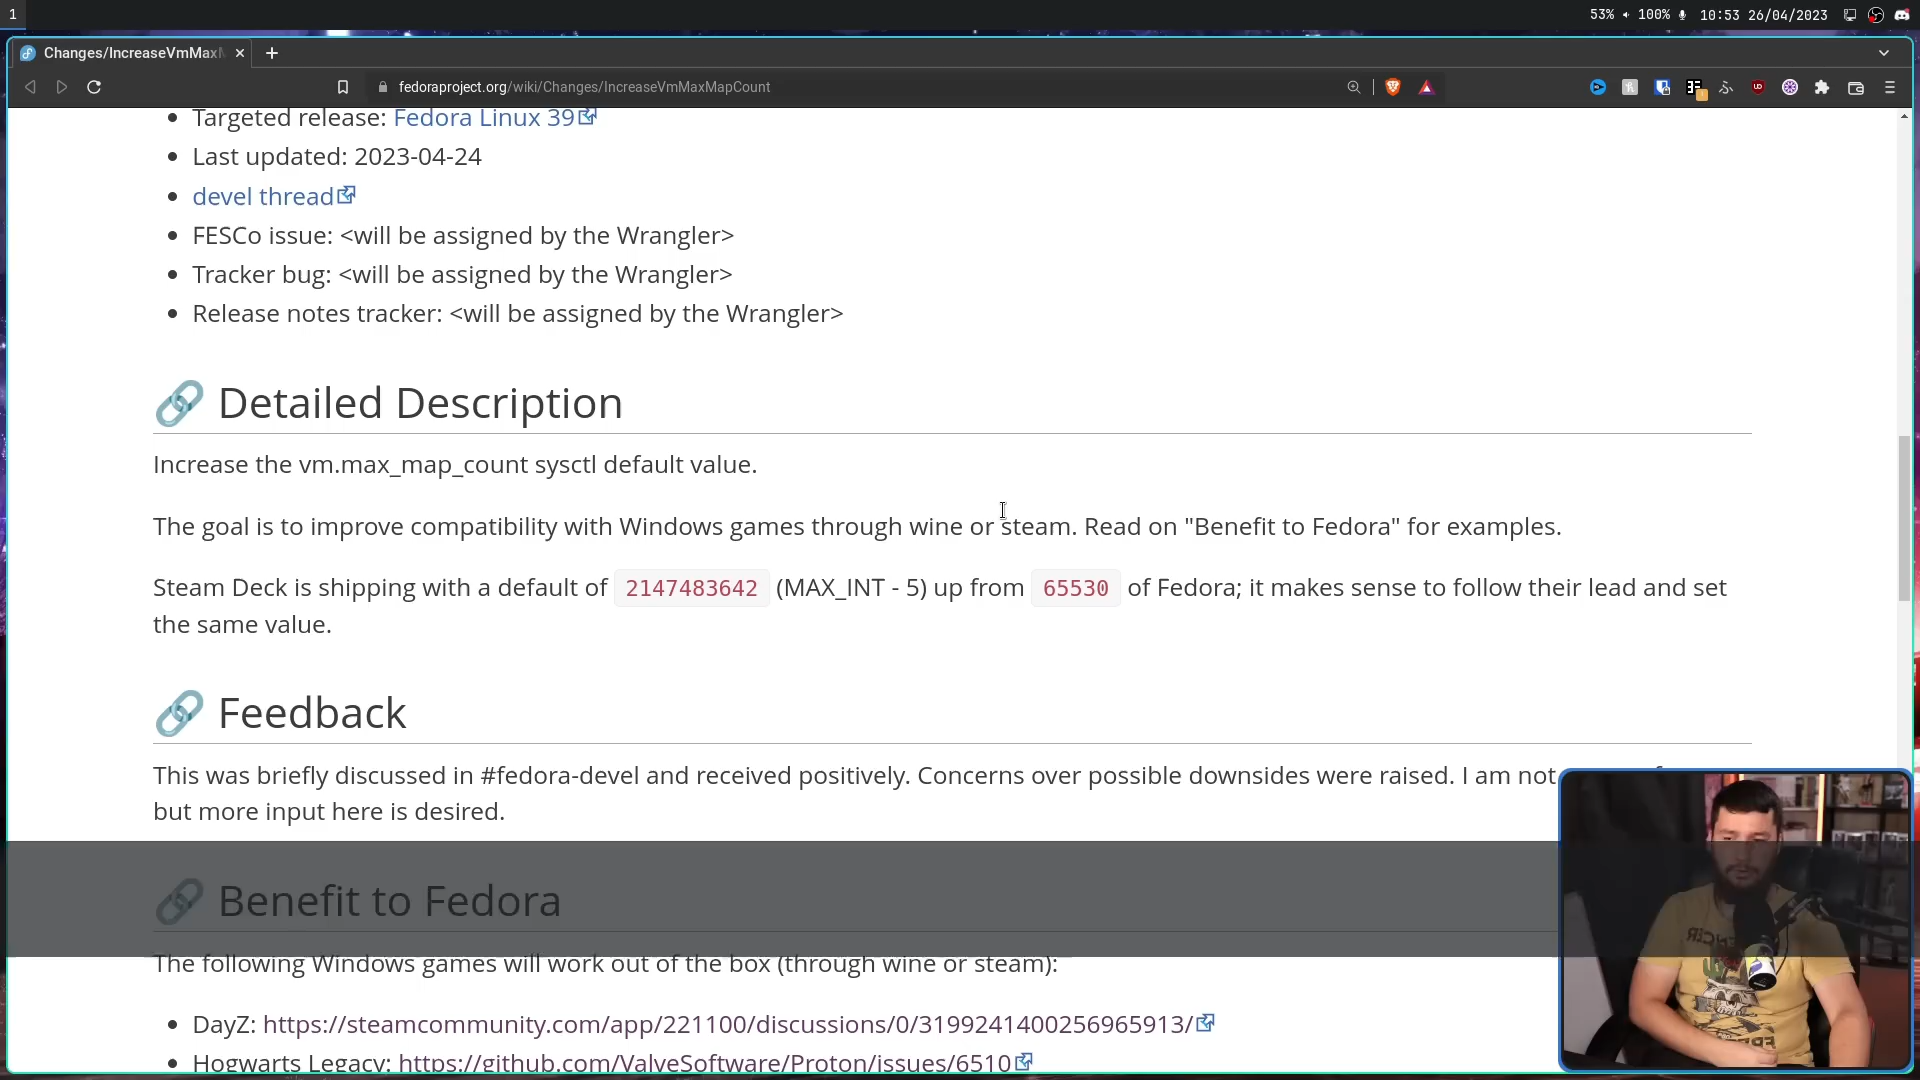 1
53% 100% 10:53 26/04/2023
Changes/IncreaseVmMaxM
fedoraproject.org/wiki/Changes/IncreaseVmMaxMapCount
Targeted release: Fedora Linux 39
Last updated: 2023-04-24
devel thread
FESCo issue: <will be assigned by the Wrangler>
Tracker bug: <will be assigned by the Wrangler>
Release notes tracker: <will be assigned by the Wrangler>
Detailed Description
Increase the vm.max_map_count sysctl default value.
The goal is to improve compatibility with Windows games through wine or steam. Read on "Benefit to Fedora" for examples.
Steam Deck is shipping with a default of 2147483642 (MAX_INT - 5) up from 65530 of Fedora; it makes sense to follow their lead and set
the same value.
Feedback
This was briefly discussed in #fedora-devel and received positively. Concerns over possible downsides were raised. I am not
but more input here is desired.
Benefit to Fedora
The following Windows games will work out of the box (through wine or steam):
DayZ: https://steamcommunity.com/app/221100/discussions/0/3199241400256965913/
Hogwarts Legacy: https://github.com/ValveSoftware/Proton/issues/6510